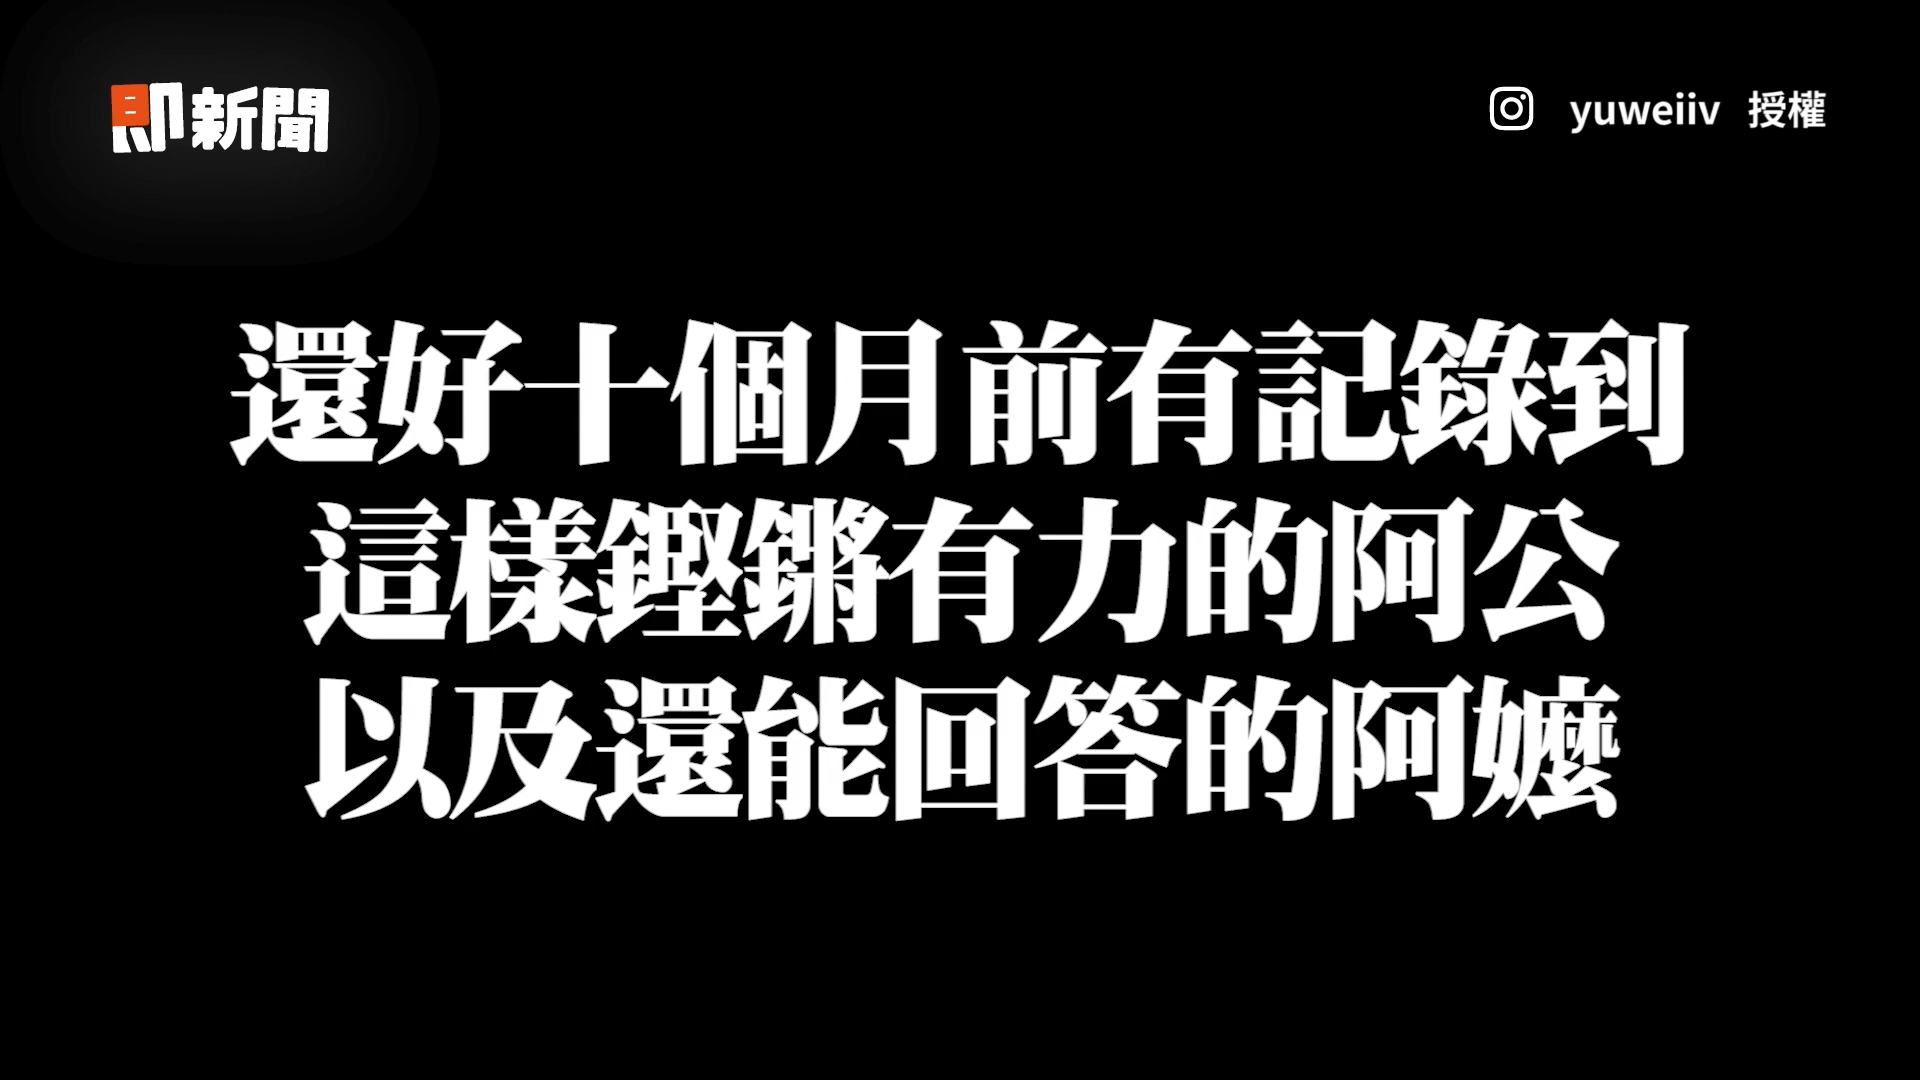 即新聞
yuweiiv 授權
還好十個月前有記錄到
這樣鏗鏘有力的阿公
以及還能回答的阿嬤